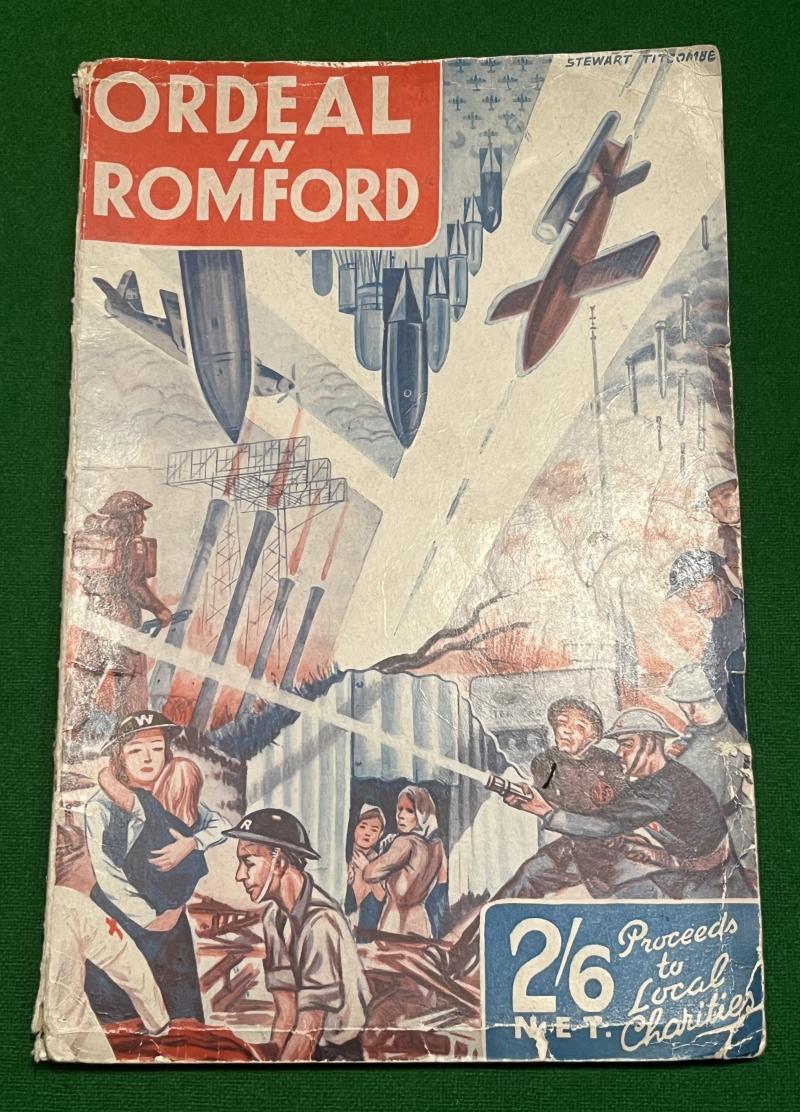 STEWART TITCOMBE
ORDEAL
IN
ROMFORD
W
R
2/6
NET.
Proceeds
to
Local
Charities